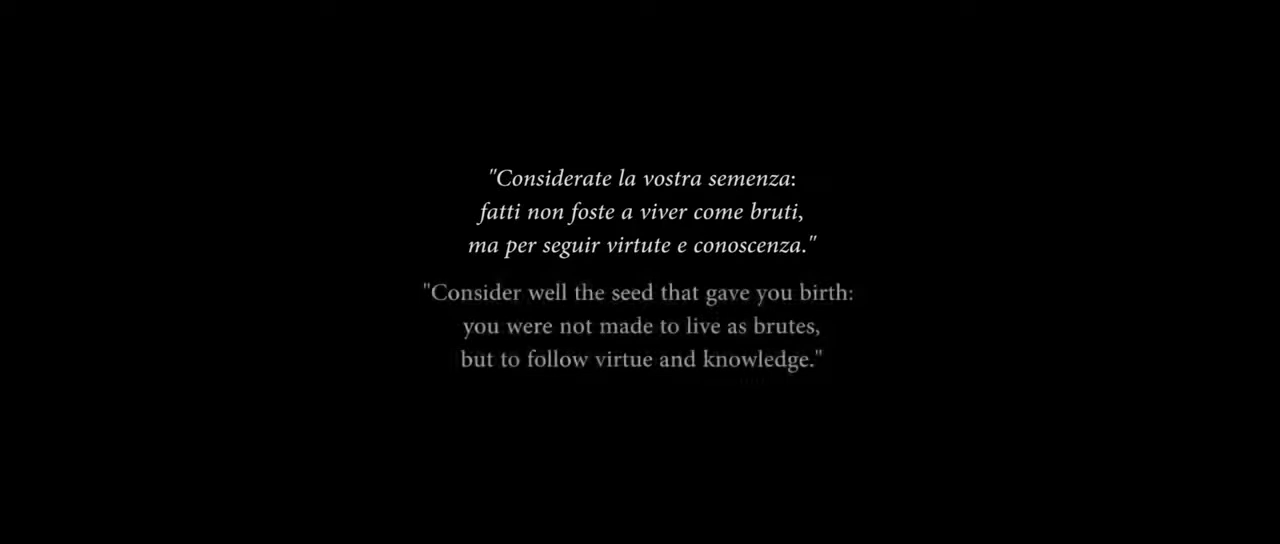 "Considerate la vostra semenza:
fatti non foste a viver come bruti,
ma per seguir virtute e conoscenza."
"Consider well the seed that gave you birth:
you were not made to live as brutes,
but to follow virtue and knowledge."